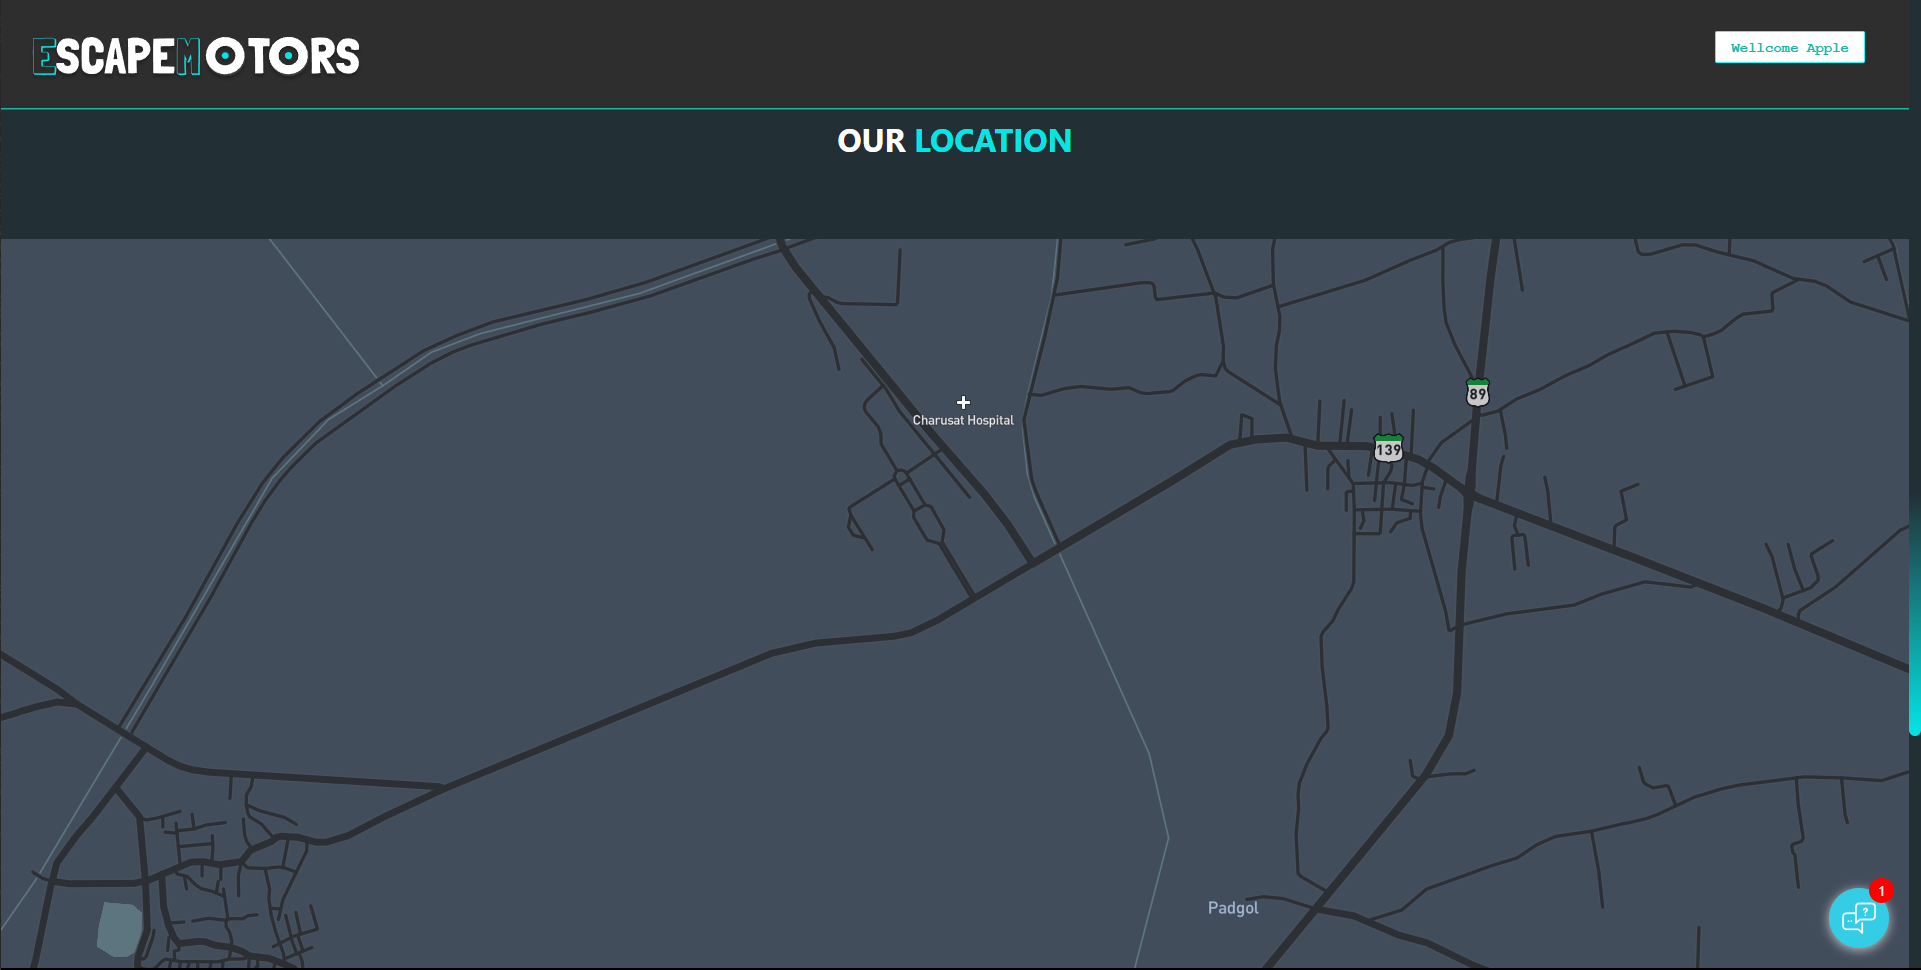 ESCAPEMOTORS
Wellcome Apple
OUR LOCATION
89
Charusat Hospital
139
Padgol
1
?